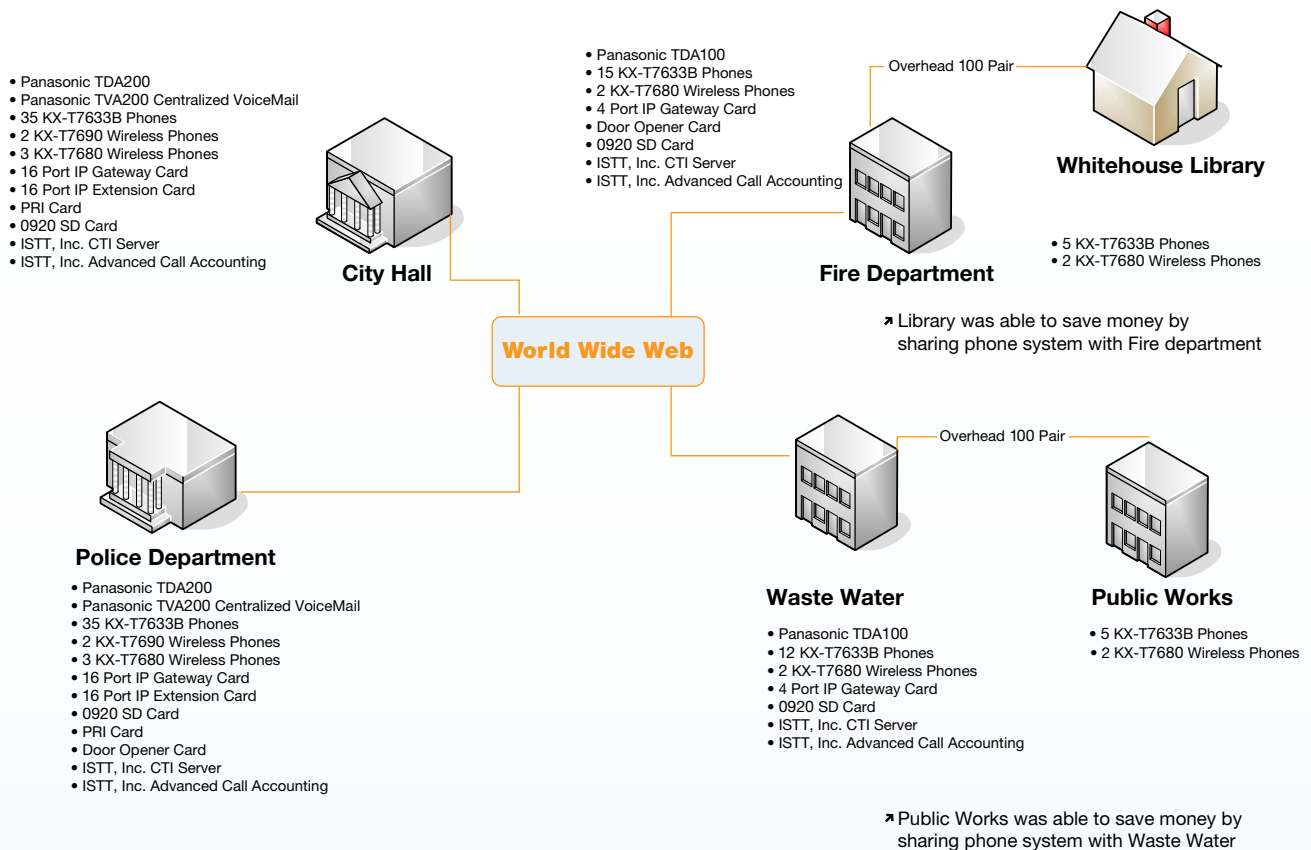 • Panasonic TDA200
• Panasonic TVA200 Centralized VoiceMail
• 35 KX-T7633B Phones
• 2 KX-T7690 Wireless Phones
• 3 KX-T7680 Wireless Phones
• 16 Port IP Gateway Card
• 16 Port IP Extension Card
• PRI Card
• 0920 SD Card
• ISTT, Inc. CTI Server
• ISTT, Inc. Advanced Call Accounting
City Hall
• Panasonic TDA100
• 15 KX-T7633B Phones
• 2 KX-T7680 Wireless Phones
• 4 Port IP Gateway Card
• Door Opener Card
• 0920 SD Card
• ISTT, Inc. CTI Server
• ISTT, Inc. Advanced Call Accounting
Fire Department
Overhead 100 Pair
Whitehouse Library
• 5 KX-T7633B Phones
• 2 KX-T7680 Wireless Phones
Library was able to save money by
sharing phone system with Fire department
World Wide Web
Police Department
• Panasonic TDA200
• Panasonic TVA200 Centralized VoiceMail
• 35 KX-T7633B Phones
• 2 KX-T7690 Wireless Phones
• 3 KX-T7680 Wireless Phones
• 16 Port IP Gateway Card
• 16 Port IP Extension Card
• 0920 SD Card
• PRI Card
• Door Opener Card
• ISTT, Inc. CTI Server
• ISTT, Inc. Advanced Call Accounting
Overhead 100 Pair
Waste Water
• Panasonic TDA100
• 12 KX-T7633B Phones
• 2 KX-T7680 Wireless Phones
• 4 Port IP Gateway Card
• 0920 SD Card
• ISTT, Inc. CTI Server
• ISTT, Inc. Advanced Call Accounting
Public Works
• 5 KX-T7633B Phones
• 2 KX-T7680 Wireless Phones
Public Works was able to save money by
sharing phone system with Waste Water